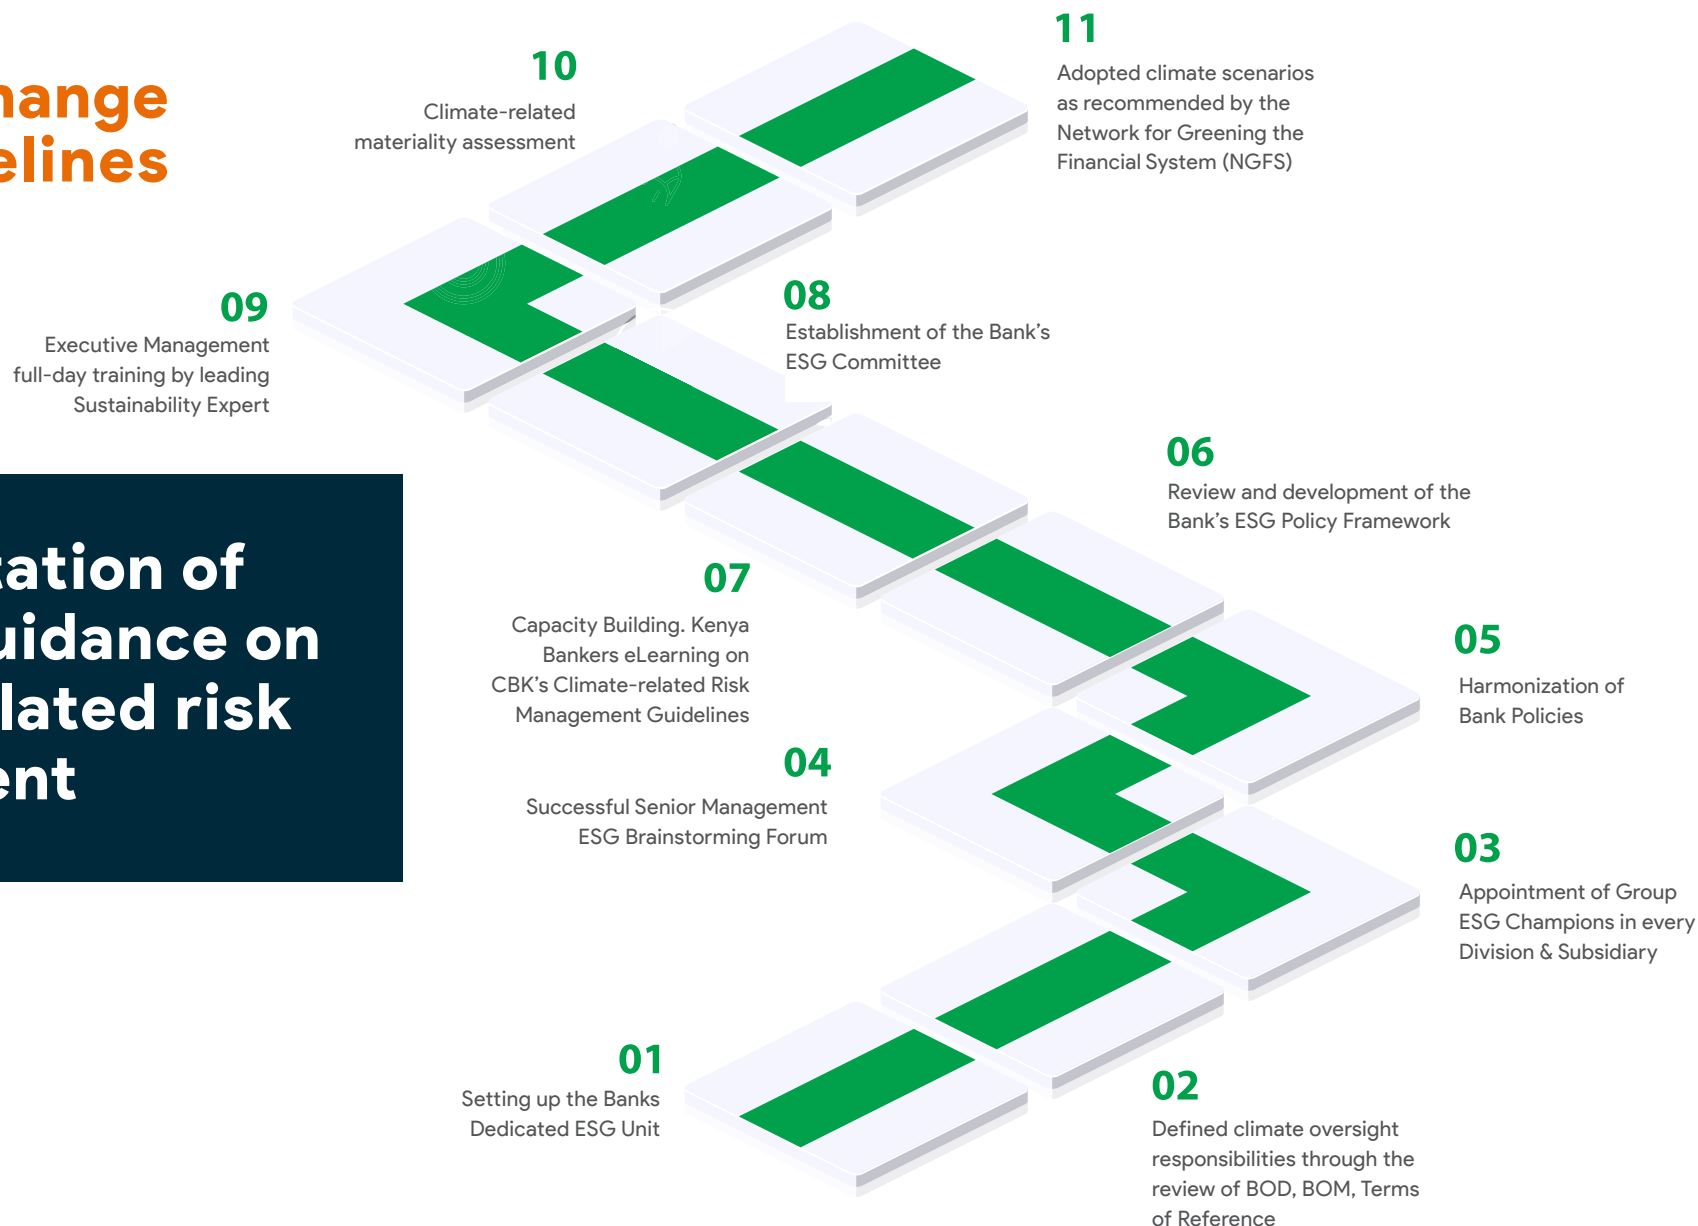 hange
elines
tation of
uidance on
lated risk
ent
11
Adopted climate scenarios
as recommended by the
Network for Greening the
Financial System (NGFS)
10
Climate-related
materiality assessment
09
Executive Management
full-day training by leading
Sustainability Expert
08
Establishment of the Bank’s
ESG Committee
07
Capacity Building. Kenya
Bankers eLearning on
CBK’s Climate-related Risk
Management Guidelines
06
Review and development of the
Bank’s ESG Policy Framework
05
Harmonization of
Bank Policies
04
Successful Senior Management
ESG Brainstorming Forum
03
Appointment of Group
ESG Champions in every
Division & Subsidiary
02
Defined climate oversight
responsibilities through the
review of BOD, BOM, Terms
of Reference
01
Setting up the Banks
Dedicated ESG Unit